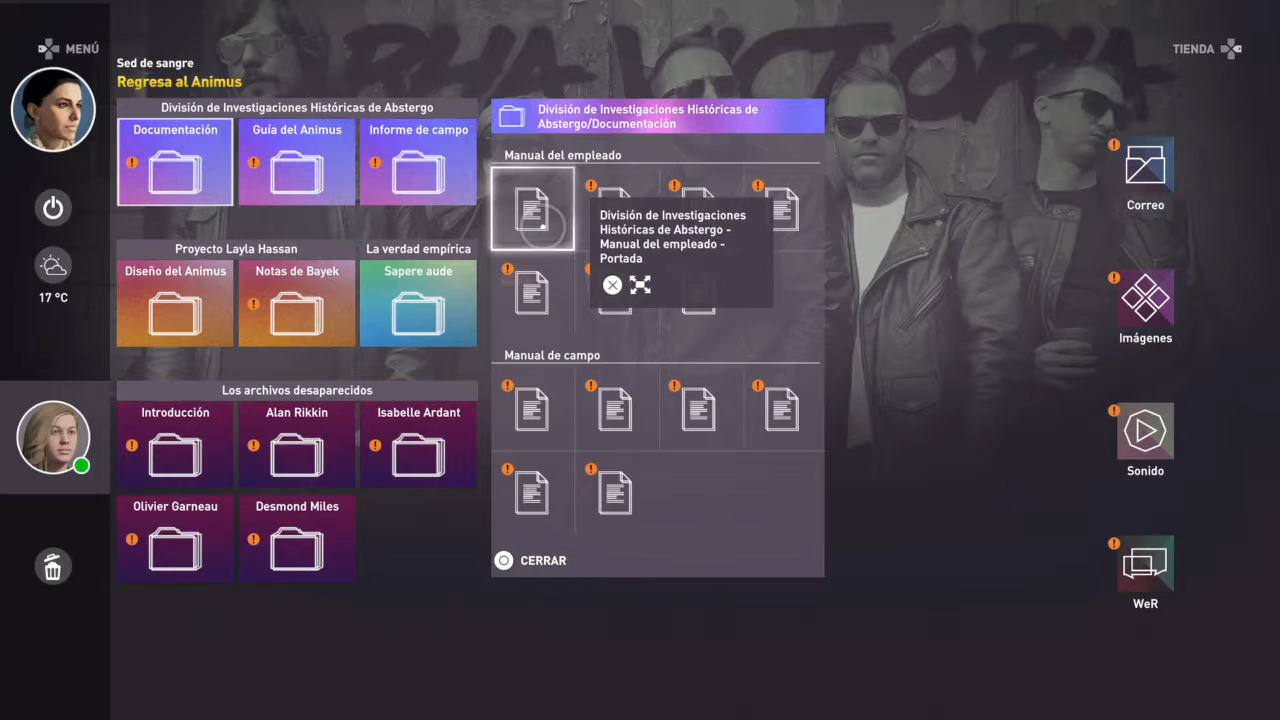 MENÚ
TIENDA
Sed de sangre
Regresa al Animus
División de Investigaciones Históricas de Abstergo
Documentación
Guía del Animus
Informe de campo
Proyecto Layla Hassan
La verdad empírica
Diseño del Animus
Notas de Bayek
Sapere aude
Los archivos desaparecidos
Introducción
Alan Rikkin
Isabelle Ardant
Olivier Garneau
Desmond Miles
17 °C
División de Investigaciones Históricas de
Abstergo/Documentación
Manual del empleado
División de Investigaciones
Históricas de Abstergo -
Manual del empleado -
Portada
Manual de campo
CERRAR
Correo
Imágenes
Sonido
WeR